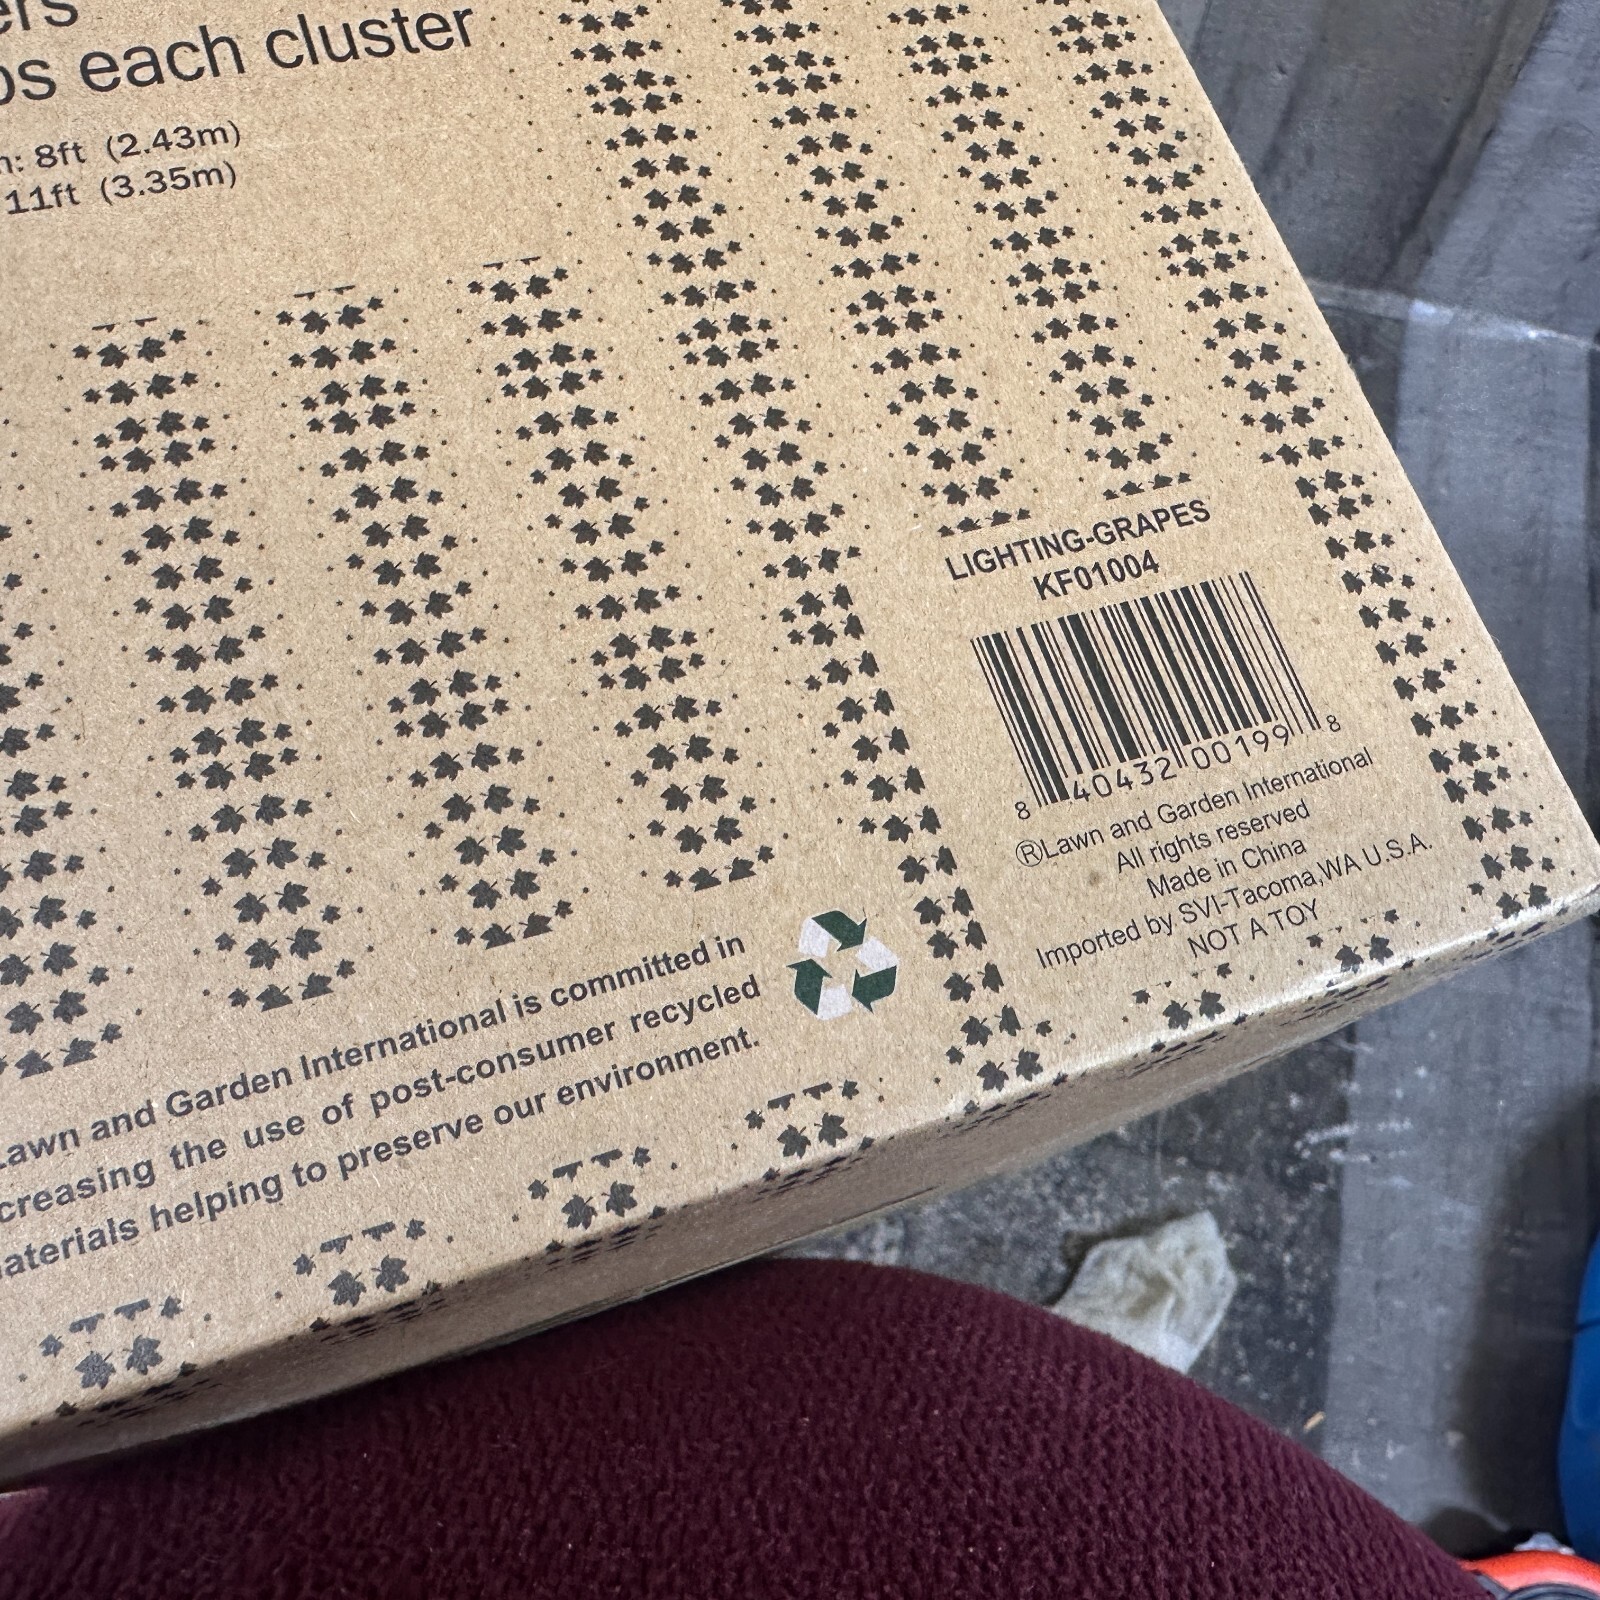 each cluster
8ft (2.43m)
11ft (3.35m)
LIGHTING-GRAPES
KF01004
8 40432 00199 8
®Lawn and Garden International
All rights reserved
Made in China
Imported by SVI-Tacoma,WA U.S.A.
NOT A TOY
Lawn and Garden International is committed in
creasing the use of post-consumer recycled
aterials helping to preserve our environment.